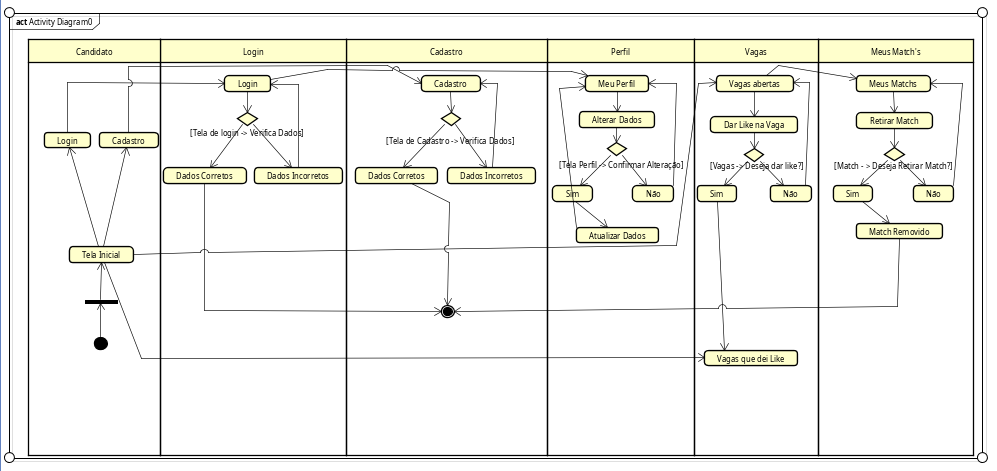 act Activity Diagram0
Candidato
Login
Cadastro
Perfil
Vagas
Meus Match's
Login
Cadastro
Meu Perfil
Vagas abertas
Meus Matchs
Alterar Dados
Dar Like na Vaga
Retirar Match
[Tela de login -> Verifica Dados]
[Tela de Cadastro -> Verifica Dados]
Login
Cadastro
[Tela Perfil -> Confirmar Alteração]
[Vagas -> Deseja dar like?]
[Match - > Deseja Retirar Match?]
Dados Corretos
Dados Incorretos
Dados Corretos
Dados Incorretos
Sim
Não
Sim
Não
Sim
Não
Atualizar Dados
Match Removido
Tela Inicial
Vagas que dei Like